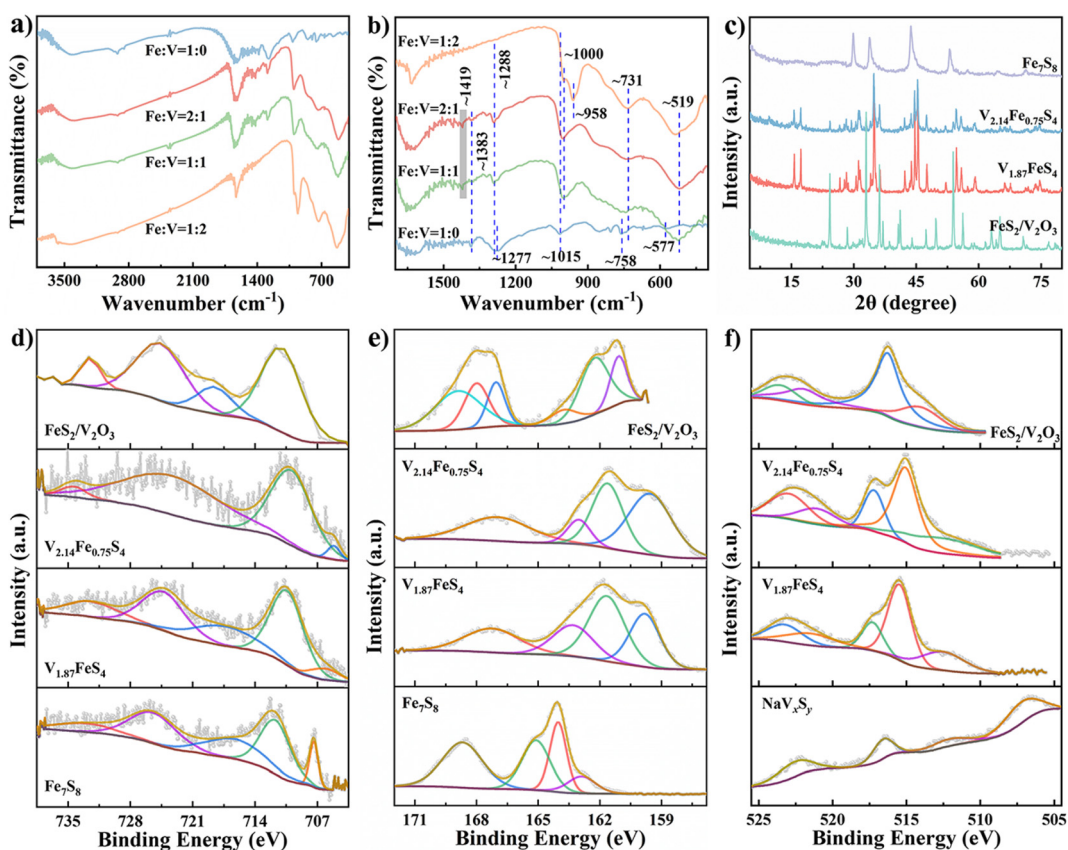 a)
Transmittance (%)
Fe:V=1:0
Fe:V=2:1
Fe:V=1:1
Fe:V=1:2
3500 2800 2100 1400 700
Wavenumber (cm⁻¹)
b)
Transmittance (%)
Fe:V=1:2
Fe:V=2:1
Fe:V=1:1
Fe:V=1:0
~1419
~1383
~1288
~1277
~1000
~958
~1015
~731
~758
~519
~577
1500 1200 900 600
Wavenumber (cm⁻¹)
c)
Intensity (a.u.)
Fe₇S₈
V₂.₁₄Fe₀.₇₅S₄
V₁.₈₇FeS₄
FeS₂/V₂O₃
15 30 45 60 75
2θ (degree)
d)
Intensity (a.u.)
FeS₂/V₂O₃
V₂.₁₄Fe₀.₇₅S₄
V₁.₈₇FeS₄
Fe₇S₈
735 728 721 714 707
Binding Energy (eV)
e)
Intensity (a.u.)
FeS₂/V₂O₃
V₂.₁₄Fe₀.₇₅S₄
V₁.₈₇FeS₄
Fe₇S₈
171 168 165 162 159
Binding Energy (eV)
f)
Intensity (a.u.)
FeS₂/V₂O₃
V₂.₁₄Fe₀.₇₅S₄
V₁.₈₇FeS₄
NaVₓSᵧ
525 520 515 510 505
Binding Energy (eV)